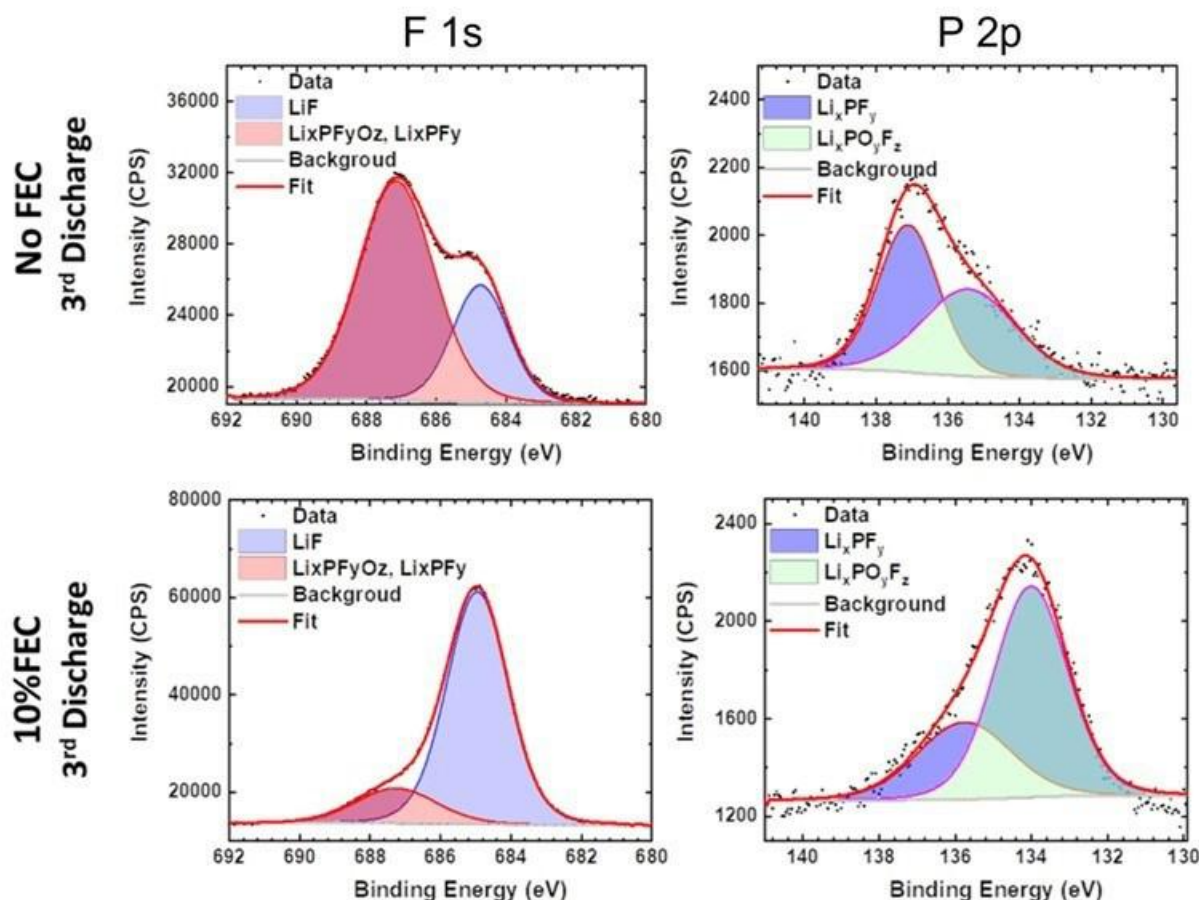 F 1s
P 2p
No FEC
3rd Discharge
36000
32000
28000
24000
20000
Intensity (CPS)
Data
LiF
LixPFyOz, LixPFy
Backgroud
Fit
692 690 688 686 684 682 680
Binding Energy (eV)
2400
2200
2000
1800
1600
Intensity (CPS)
Data
LixPFy
LixPOyFz
Background
Fit
140 138 136 134 132 130
Binding Energy (eV)
10%FEC
3rd Discharge
80000
60000
40000
20000
Intensity (CPS)
Data
LiF
LixPFyOz, LixPFy
Backgroud
Fit
692 690 688 686 684 682 680
Binding Energy (eV)
2400
2000
1600
1200
Intensity (CPS)
Data
LixPFy
LixPOyFz
Background
Fit
140 138 136 134 132 130
Binding Energy (eV)